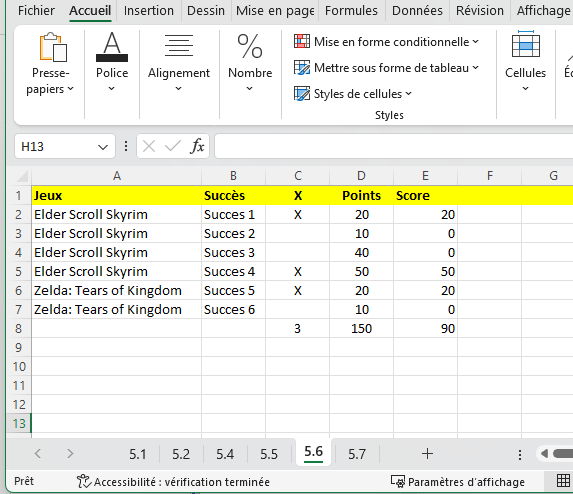 Fichier Accueil Insertion Dessin Mise en page Formules Données Révision Affichage
Presse-papiers
Police
Alignement
%
Nombre
Mise en forme conditionnelle
Mettre sous forme de tableau
Styles de cellules
Styles
Cellules
H13 fx
A B C D E F G
1 Jeux Succès X Points Score
2 Elder Scroll Skyrim Succes 1 X 20 20
3 Elder Scroll Skyrim Succes 2 10 0
4 Elder Scroll Skyrim Succes 3 40 0
5 Elder Scroll Skyrim Succes 4 X 50 50
6 Zelda: Tears of Kingdom Succes 5 X 20 20
7 Zelda: Tears of Kingdom Succes 6 10 0
8 3 150 90
9
10
11
12
13
5.1 5.2 5.4 5.5 5.6 5.7 +
Prêt Accessibilité : vérification terminée Paramètres d'affichage